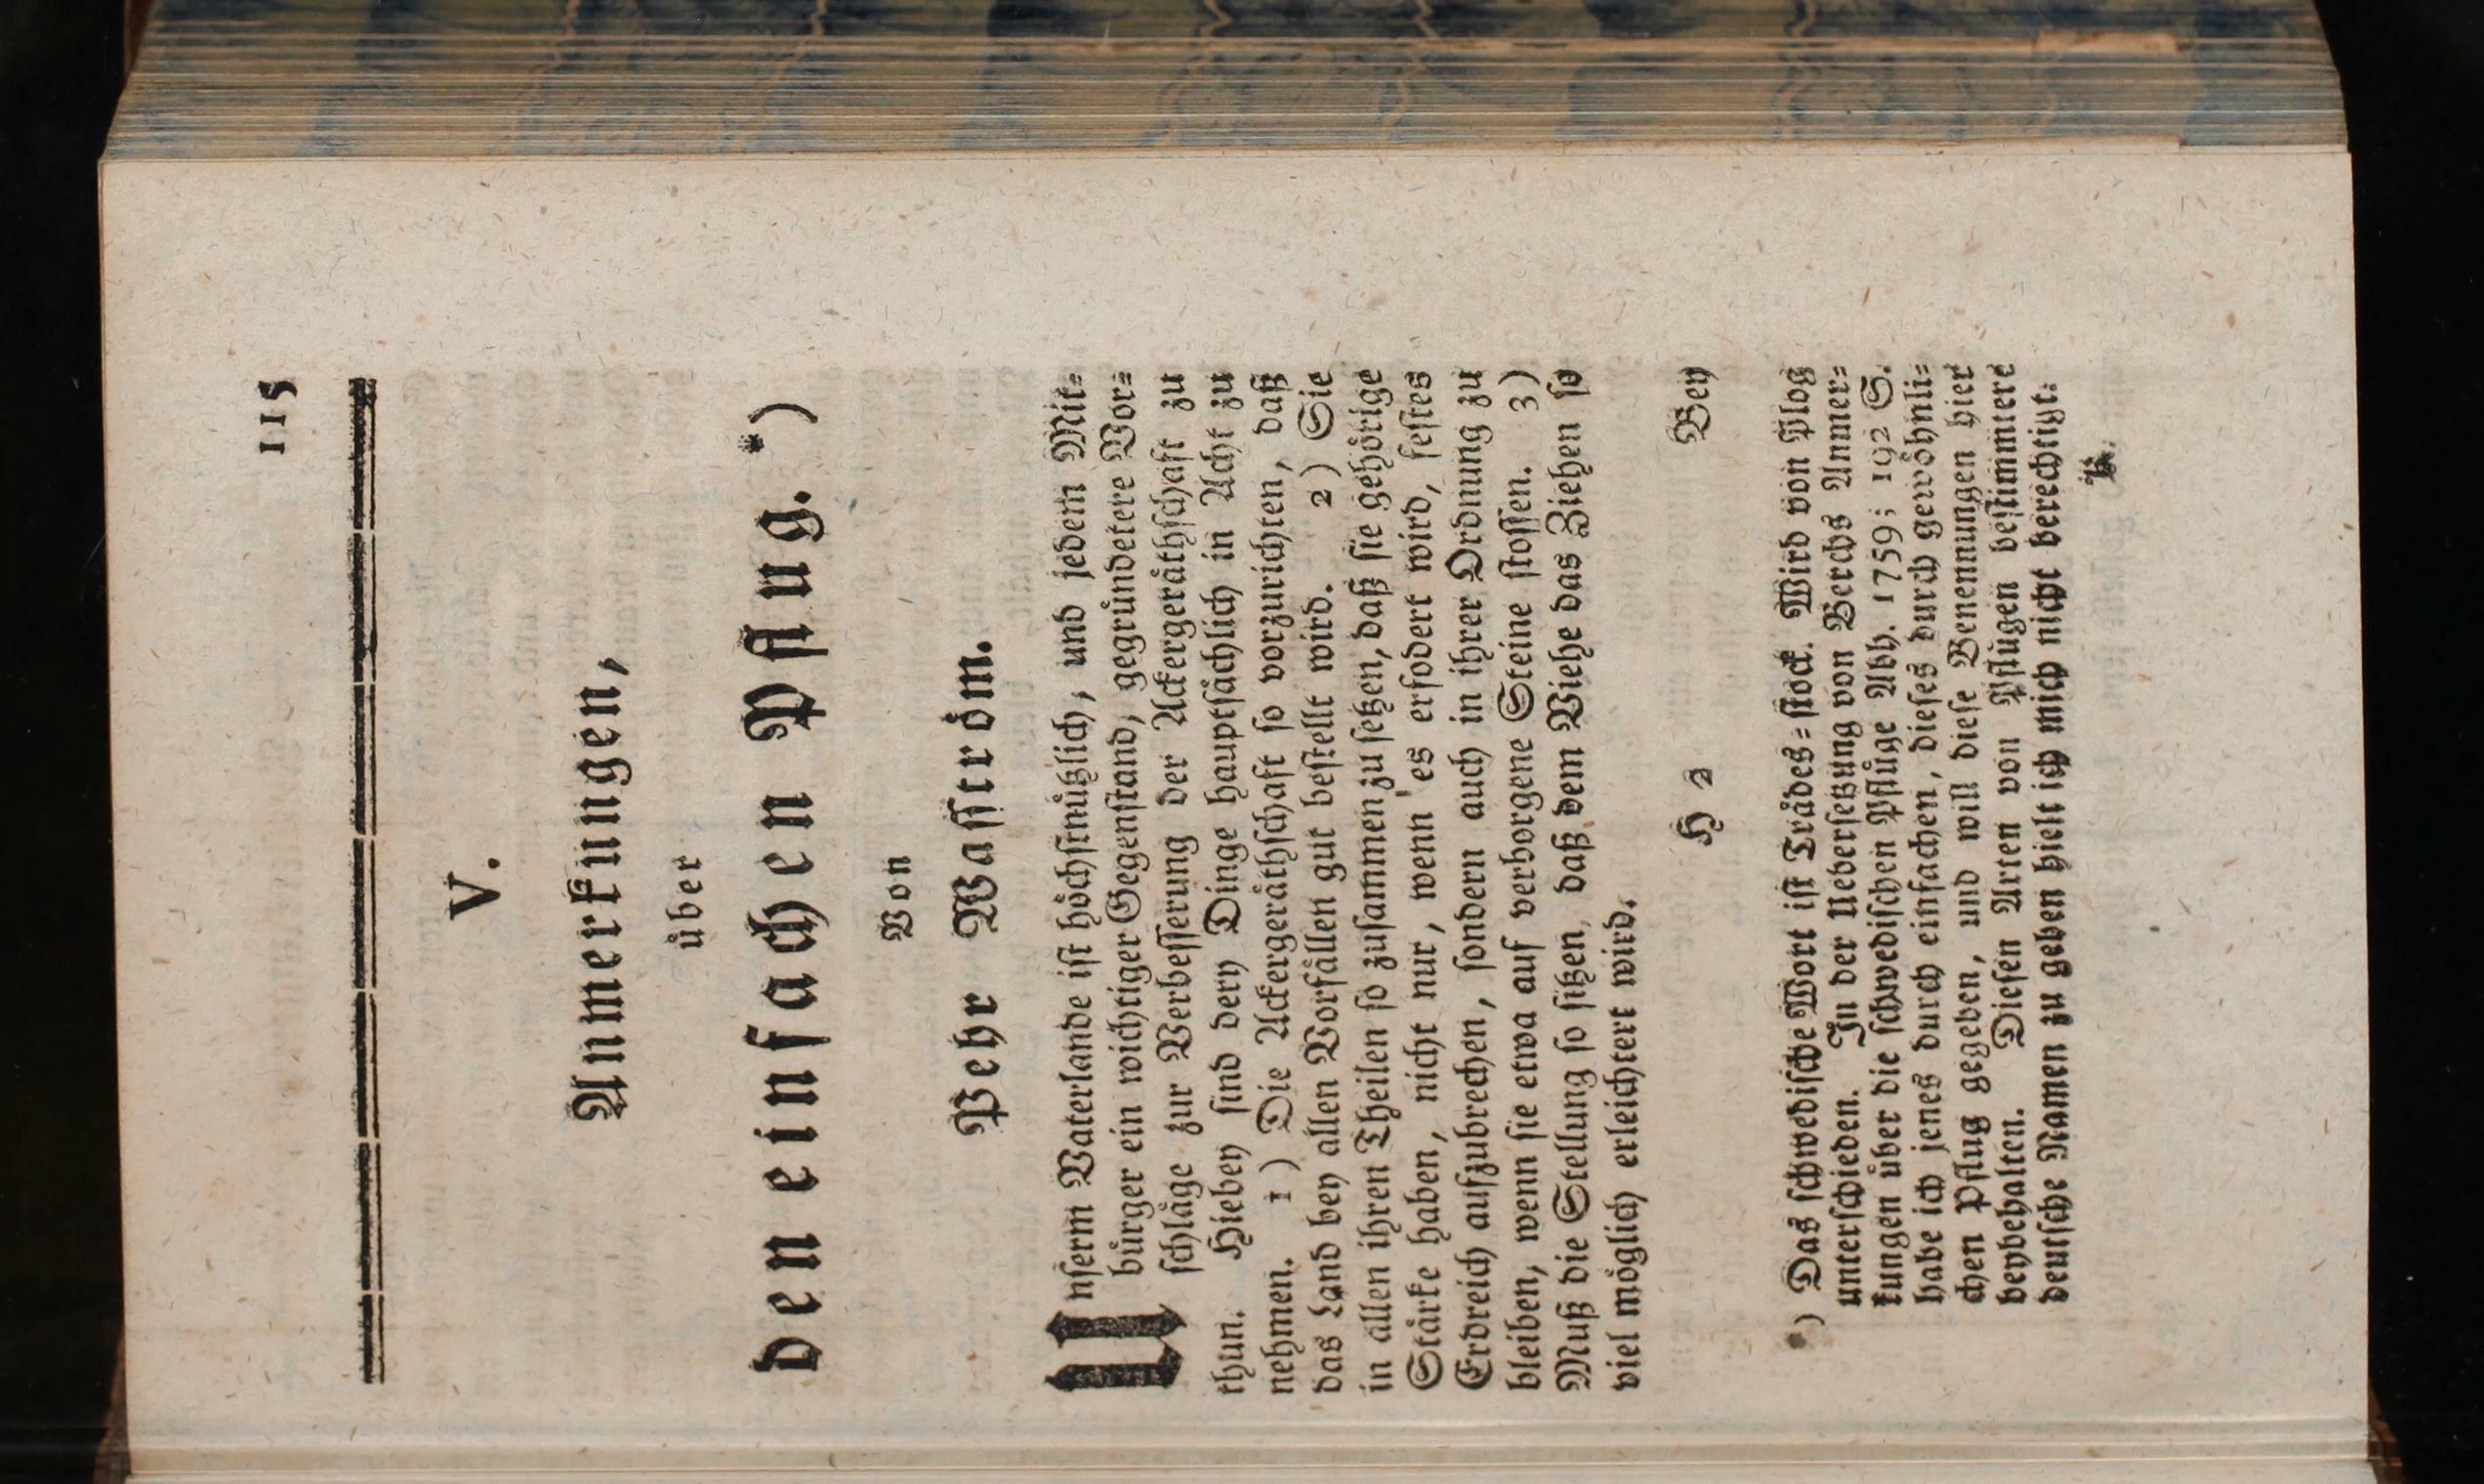 115
V.
Anmerkungen,
über
den einfachen Pflug. *)
Von
Pehr Wasström.
Unserm Vaterlande ist höchstnützlich, und jedem Mit=
bürger ein wichtiger Gegenstand, gegründetere Vor=
schläge zur Verbesserung der Ackergeräthschaft zu
thun. Hiebey sind drey Dinge hauptsächlich in Acht zu
nehmen. 1) Die Ackergeräthschaft so vorzurichten, daß
das Land bey allen Vorfällen gut bestellt wird. 2) Sie
in allen ihren Theilen so zusammen zu setzen, daß sie gehörige
Stärke haben, nicht nur, wenn es erfodert wird, festes
Erdreich aufzubrechen, sondern auch in ihrer Ordnung zu
bleiben, wenn sie etwa auf verborgene Steine stossen. 3)
Muß die Stellung so sitzen, daß dem Viehe das Ziehen so
viel möglich erleichtert wird.
H 2 Bey
*) Das schwedische Wort ist Trådes=stock. Wird von Plog
unterschieden. In der Uebersetzung von Berchs Anmer=
kungen über die schwedischen Pflüge Abh. 1759; 192 S.
habe ich jenes durch einfachen, dieses durch gewöhnli=
chen Pflug gegeben, und will diese Benennungen hier
beybehalten. Diesen Arten von Pflügen bestimmtere
deutsche Namen zu geben hielt ich mich nicht berechtigt.
K.